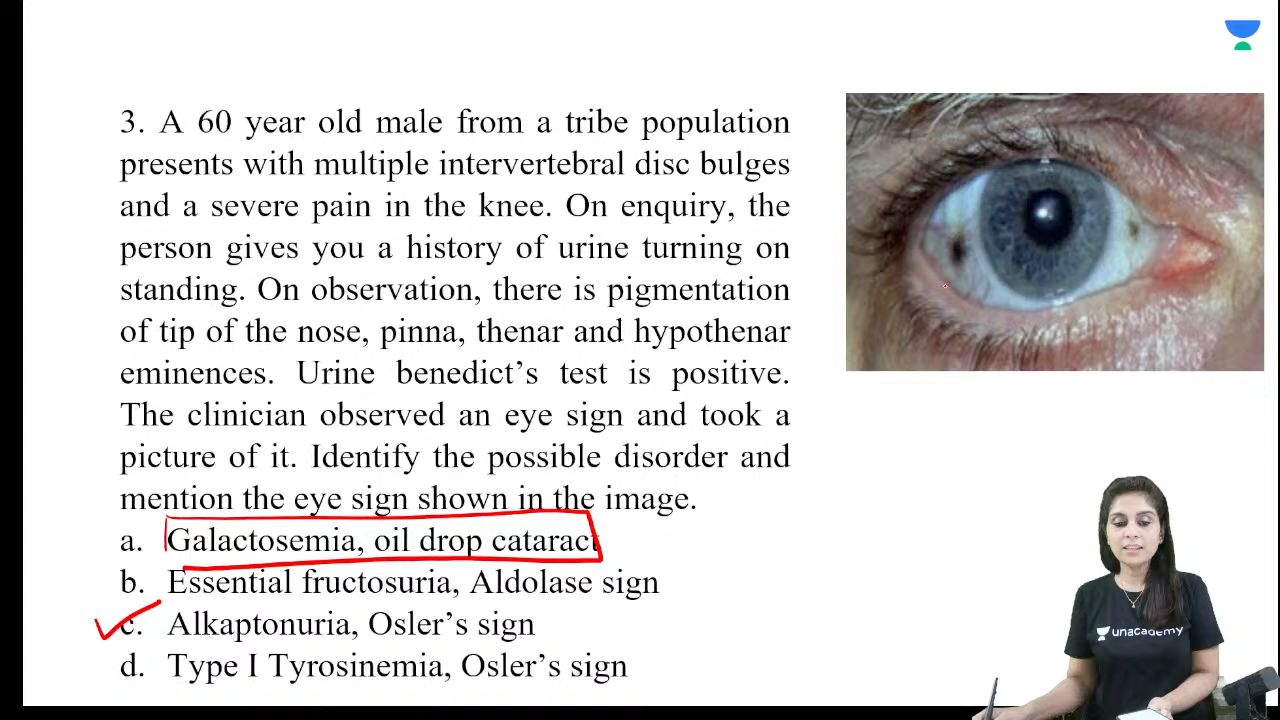 3. A 60 year old male from a tribe population
presents with multiple intervertebral disc bulges
and a severe pain in the knee. On enquiry, the
person gives you a history of urine turning on
standing. On observation, there is pigmentation
of tip of the nose, pinna, thenar and hypothenar
eminences. Urine benedict’s test is positive.
The clinician observed an eye sign and took a
picture of it. Identify the possible disorder and
mention the eye sign shown in the image.
a. Galactosemia, oil drop cataract
b. Essential fructosuria, Aldolase sign
c. Alkaptonuria, Osler’s sign
d. Type I Tyrosinemia, Osler’s sign
unacademy